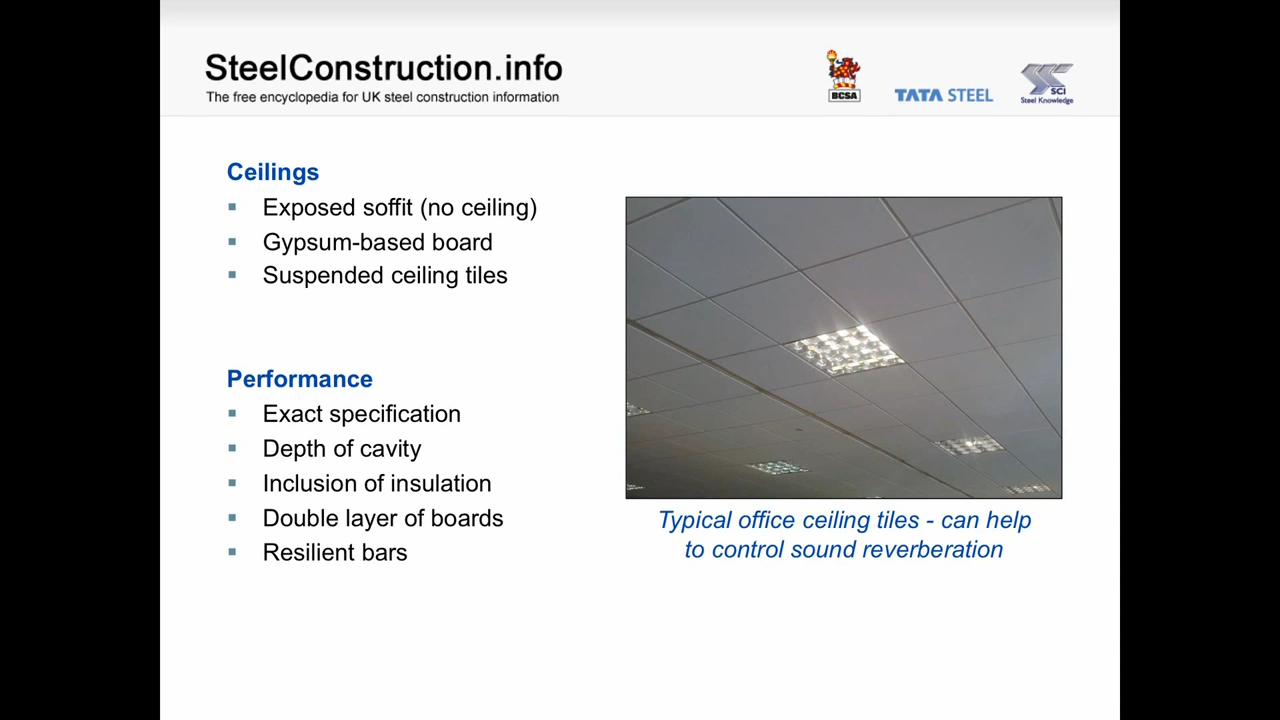 SteelConstruction.info
The free encyclopedia for UK steel construction information
BCSA
TATA STEEL
SCI
Steel Knowledge
Ceilings
Exposed soffit (no ceiling)
Gypsum-based board
Suspended ceiling tiles
Performance
Exact specification
Depth of cavity
Inclusion of insulation
Double layer of boards
Resilient bars
Typical office ceiling tiles - can help
to control sound reverberation